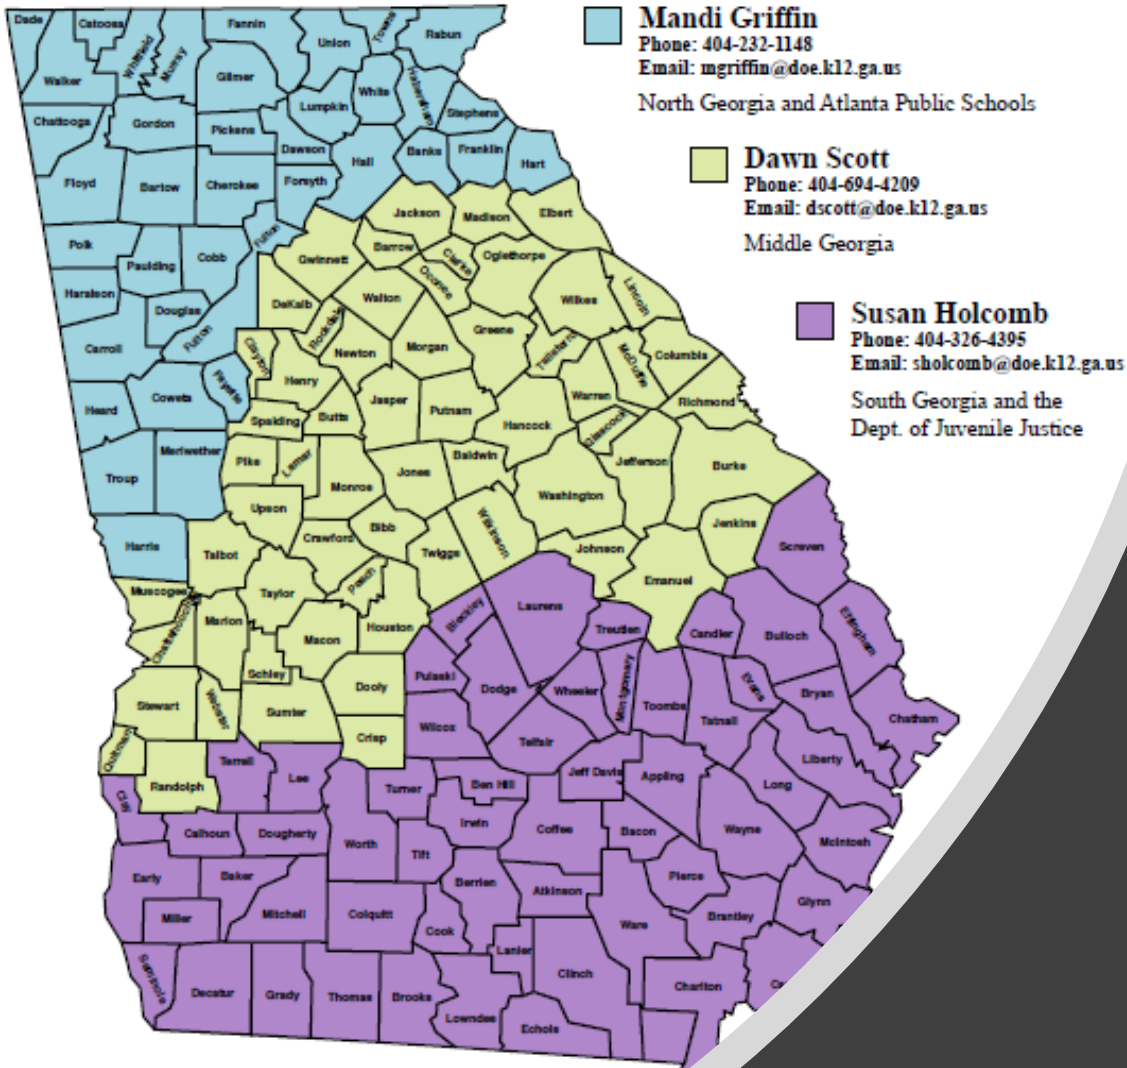 Mandi Griffin
Phone: 404-232-1148
Email: mgriffin@doe.k12.ga.us
North Georgia and Atlanta Public Schools
Dawn Scott
Phone: 404-694-4209
Email: dscott@doe.k12.ga.us
Middle Georgia
Susan Holcomb
Phone: 404-326-4395
Email: sholcomb@doe.k12.ga.us
South Georgia and the
Dept. of Juvenile Justice
Dade
Catoosa
Whitfield
Murray
Fannin
Union
Towns
Rabun
Walker
Gilmer
White
Habersham
Lumpkin
Stephens
Chattooga
Gordon
Pickens
Dawson
Hall
Banks
Franklin
Hart
Floyd
Bartow
Cherokee
Forsyth
Jackson
Madison
Elbert
Polk
Paulding
Cobb
Fulton
Gwinnett
Barrow
Clarke
Oconee
Oglethorpe
Haralson
Douglas
Fulton
DeKalb
Rockdale
Walton
Wilkes
Lincoln
Carroll
Clayton
Newton
Morgan
Greene
Taliaferro
McDuffie
Columbia
Heard
Coweta
Fayette
Henry
Jasper
Putnam
Warren
Richmond
Spalding
Butts
Hancock
Glascock
Troup
Meriwether
Pike
Lamar
Monroe
Jones
Baldwin
Jefferson
Burke
Upson
Washington
Harris
Talbot
Crawford
Bibb
Twiggs
Wilkinson
Johnson
Jenkins
Screven
Muscogee
Taylor
Peach
Emanuel
Chattahoochee
Marion
Macon
Houston
Bleckley
Laurens
Treutlen
Candler
Bulloch
Effingham
Stewart
Webster
Schley
Dooly
Pulaski
Dodge
Wheeler
Montgomery
Toombs
Tatnall
Evans
Bryan
Chatham
Quitman
Sumter
Crisp
Wilcox
Telfair
Randolph
Terrell
Lee
Turner
Ben Hill
Jeff Davis
Appling
Long
Liberty
Clay
Calhoun
Dougherty
Worth
Tift
Irwin
Coffee
Bacon
Wayne
McIntosh
Early
Baker
Mitchell
Colquitt
Berrien
Atkinson
Pierce
Glynn
Miller
Cook
Ware
Brantley
Seminole
Decatur
Grady
Thomas
Brooks
Lanier
Clinch
Charlton
Lowndes
Echols